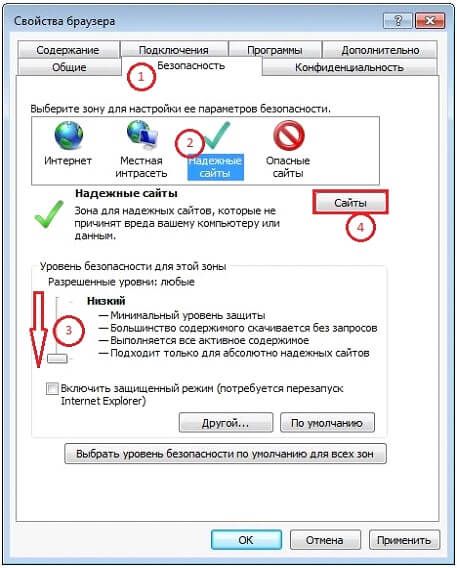 Свойства браузера
Содержание Подключения Программы Дополнительно
Общие Безопасность Конфиденциальность
1
Выберите зону для настройки ее параметров безопасности.
2
Интернет Местная интрасеть Надежные сайты Опасные сайты
Надежные сайты
Сайты
Зона для надежных сайтов, которые не
причинят вреда вашему компьютеру или
данным.
4
Уровень безопасности для этой зоны
Разрешенные уровни: любые
Низкий
3
— Минимальный уровень защиты
— Большинство содержимого скачивается без запросов
— Выполняется все активное содержимое
— Подходит только для абсолютно надежных сайтов
Включить защищенный режим (потребуется перезапуск
Internet Explorer)
Другой... По умолчанию
Выбрать уровень безопасности по умолчанию для всех зон
ОК Отмена Применить